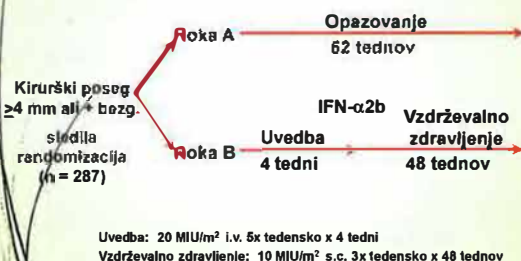 Roka A
Opazovanje
52 tednov
Kirurški poseg
≥4 mm ali + bezg.
sledila
randomizacija
(n = 287)
IFN-α2b
Roka B
Uvedba
4 tedni
Vzdrževalno
zdravljenje
48 tednov
Uvedba: 20 MIU/m² i.v. 5x tedensko x 4 tedni
Vzdrževalno zdravljenje: 10 MIU/m² s.c. 3x tedensko x 48 tednov